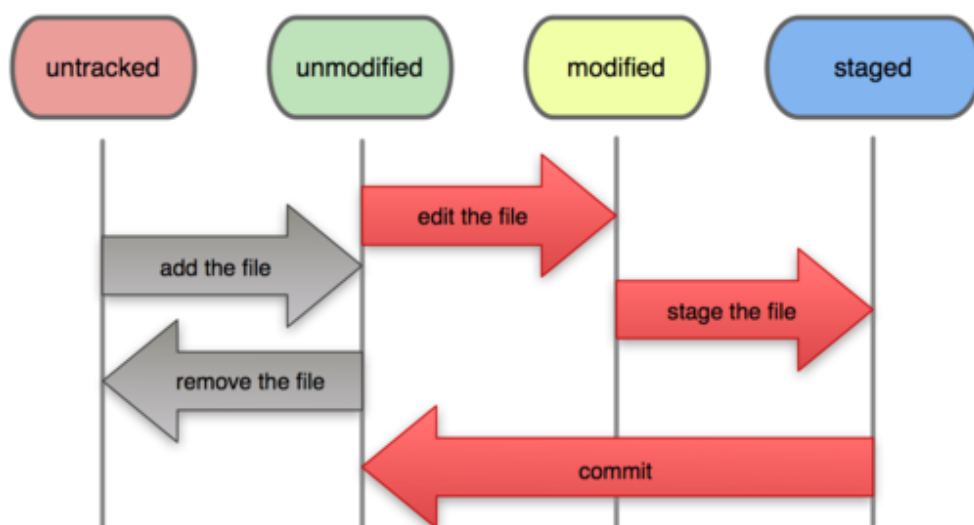 untracked
unmodified
modified
staged
edit the file
add the file
stage the file
remove the file
commit